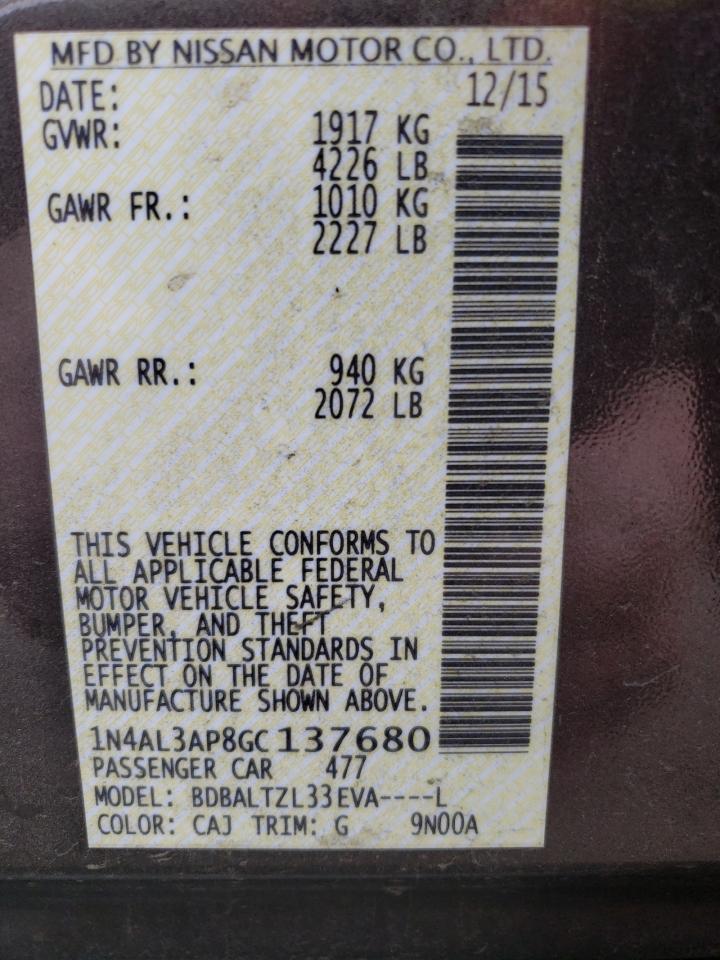 MFD BY NISSAN MOTOR CO., LTD.
DATE: 12/15
GVWR: 1917 KG
4226 LB
GAWR FR.: 1010 KG
2227 LB
GAWR RR.: 940 KG
2072 LB
THIS VEHICLE CONFORMS TO
ALL APPLICABLE FEDERAL
MOTOR VEHICLE SAFETY,
BUMPER, AND THEFT
PREVENTION STANDARDS IN
EFFECT ON THE DATE OF
MANUFACTURE SHOWN ABOVE.
1N4AL3AP8GC137680
PASSENGER CAR 477
MODEL: BDBALTZL33EVA----L
COLOR: CAJ TRIM: G 9N00A